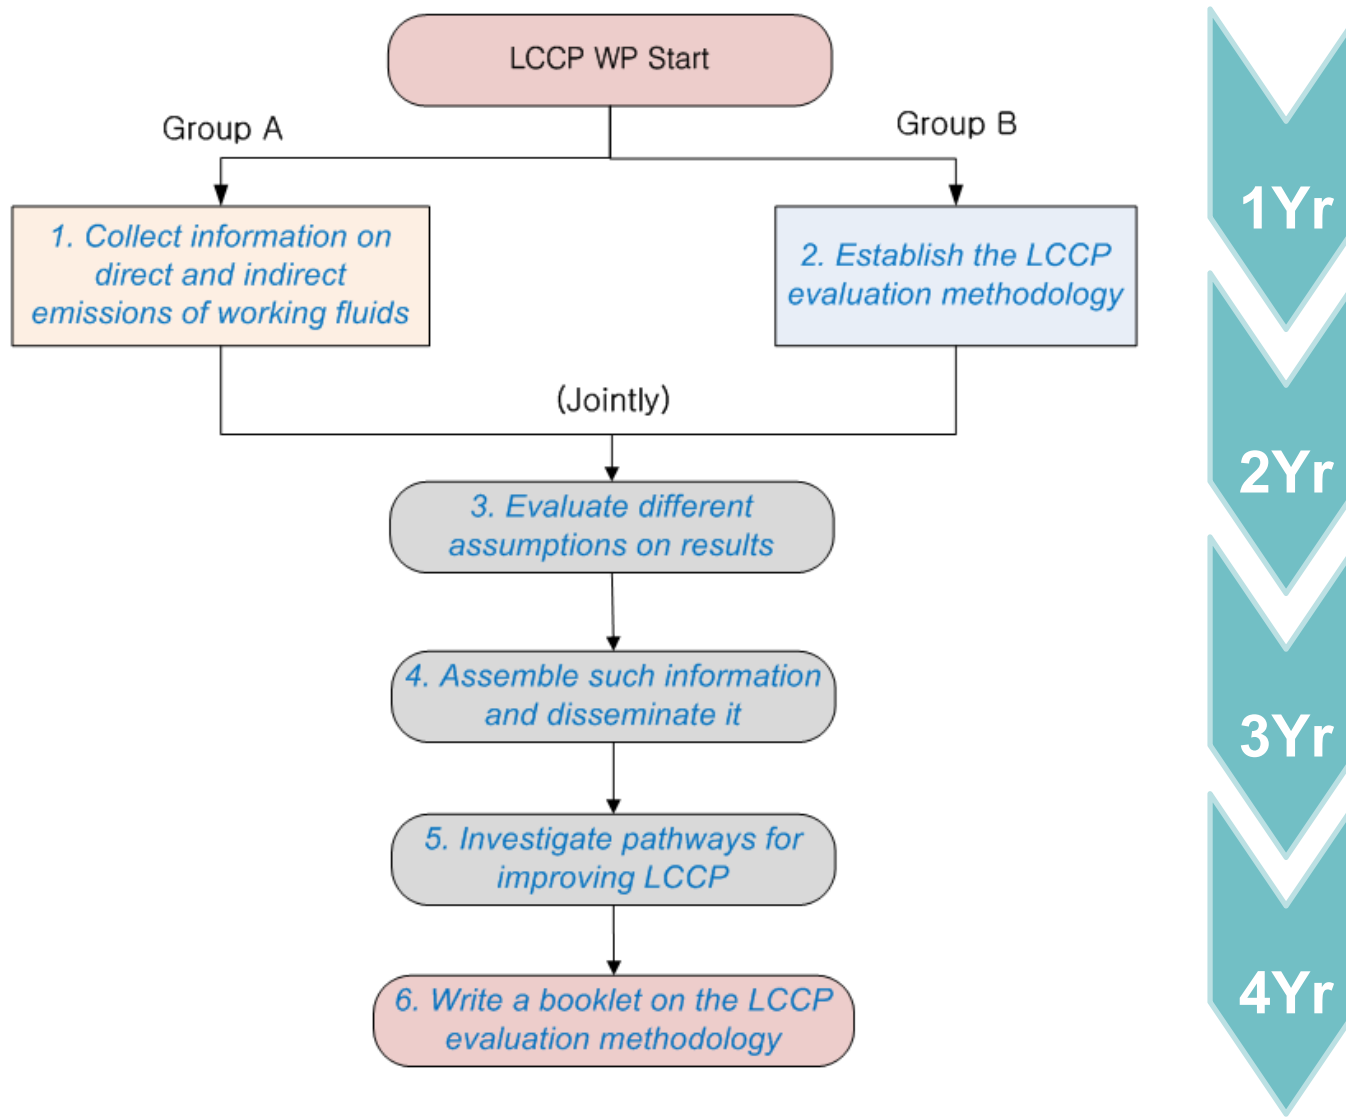 LCCP WP Start
Group A
Group B
1. Collect information on
direct and indirect
emissions of working fluids
2. Establish the LCCP
evaluation methodology
1Yr
(Jointly)
2Yr
3. Evaluate different
assumptions on results
4. Assemble such information
and disseminate it
3Yr
5. Investigate pathways for
improving LCCP
6. Write a booklet on the LCCP
evaluation methodology
4Yr